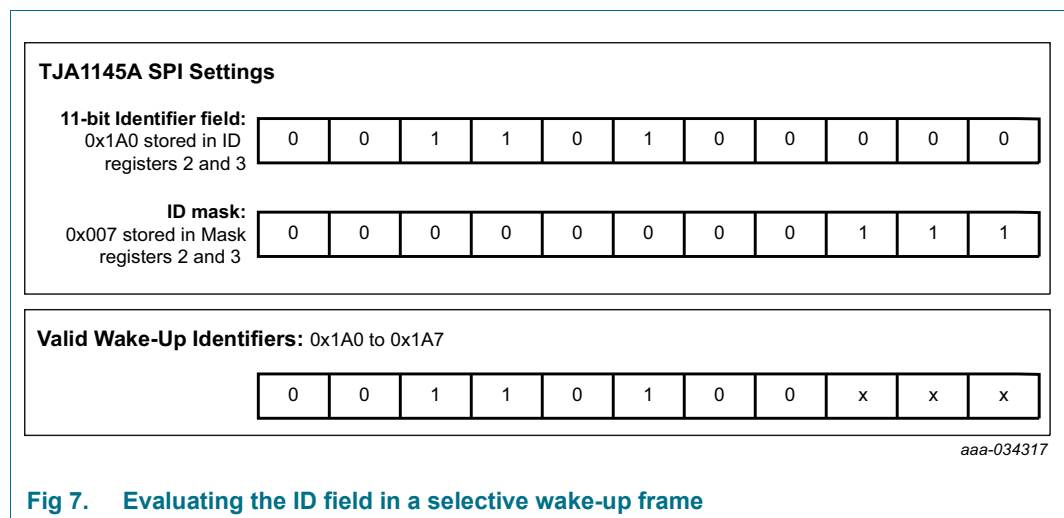 TJA1145A SPI Settings
11-bit Identifier field:
0x1A0 stored in ID
registers 2 and 3
0 0 1 1 0 1 0 0 0 0 0
ID mask:
0x007 stored in Mask
registers 2 and 3
0 0 0 0 0 0 0 0 1 1 1
Valid Wake-Up Identifiers: 0x1A0 to 0x1A7
0 0 1 1 0 1 0 0 x x x
aaa-034317
Fig 7. Evaluating the ID field in a selective wake-up frame